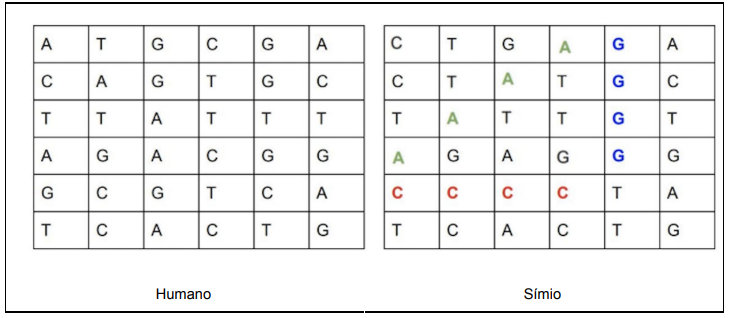 A T G C G A
C A G T G C
T T A T T T
A G A C G G
G C G T C A
T C A C T G
Humano
C T G A G A
C T A T G C
T A T T G T
A G A G G G
C C C C T A
T C A C T G
Símio